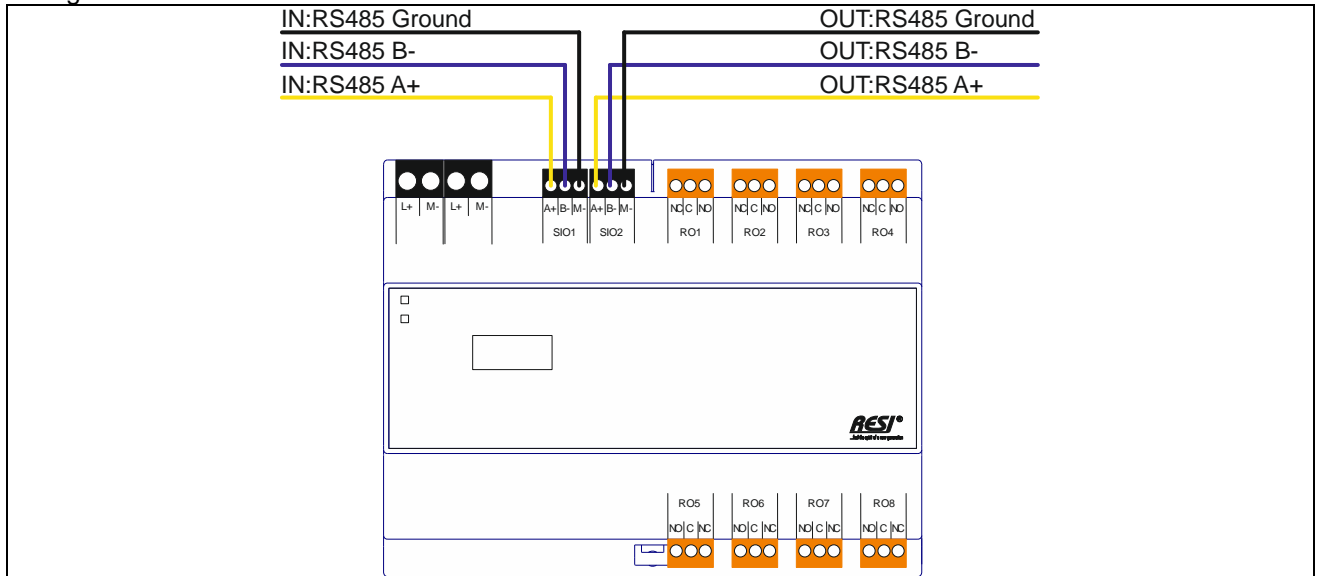 IN:RS485 Ground OUT:RS485 Ground
IN:RS485 B- OUT:RS485 B-
IN:RS485 A+ OUT:RS485 A+
L+ M- L+ M- A+ B- M- A+ B- M- NC C NO NC C NO NC C NO NC C NO
SIO1 SIO2 RO1 RO2 RO3 RO4
RESI®
RO5 RO6 RO7 RO8
NO C NC NO C NC NO C NC NO C NC